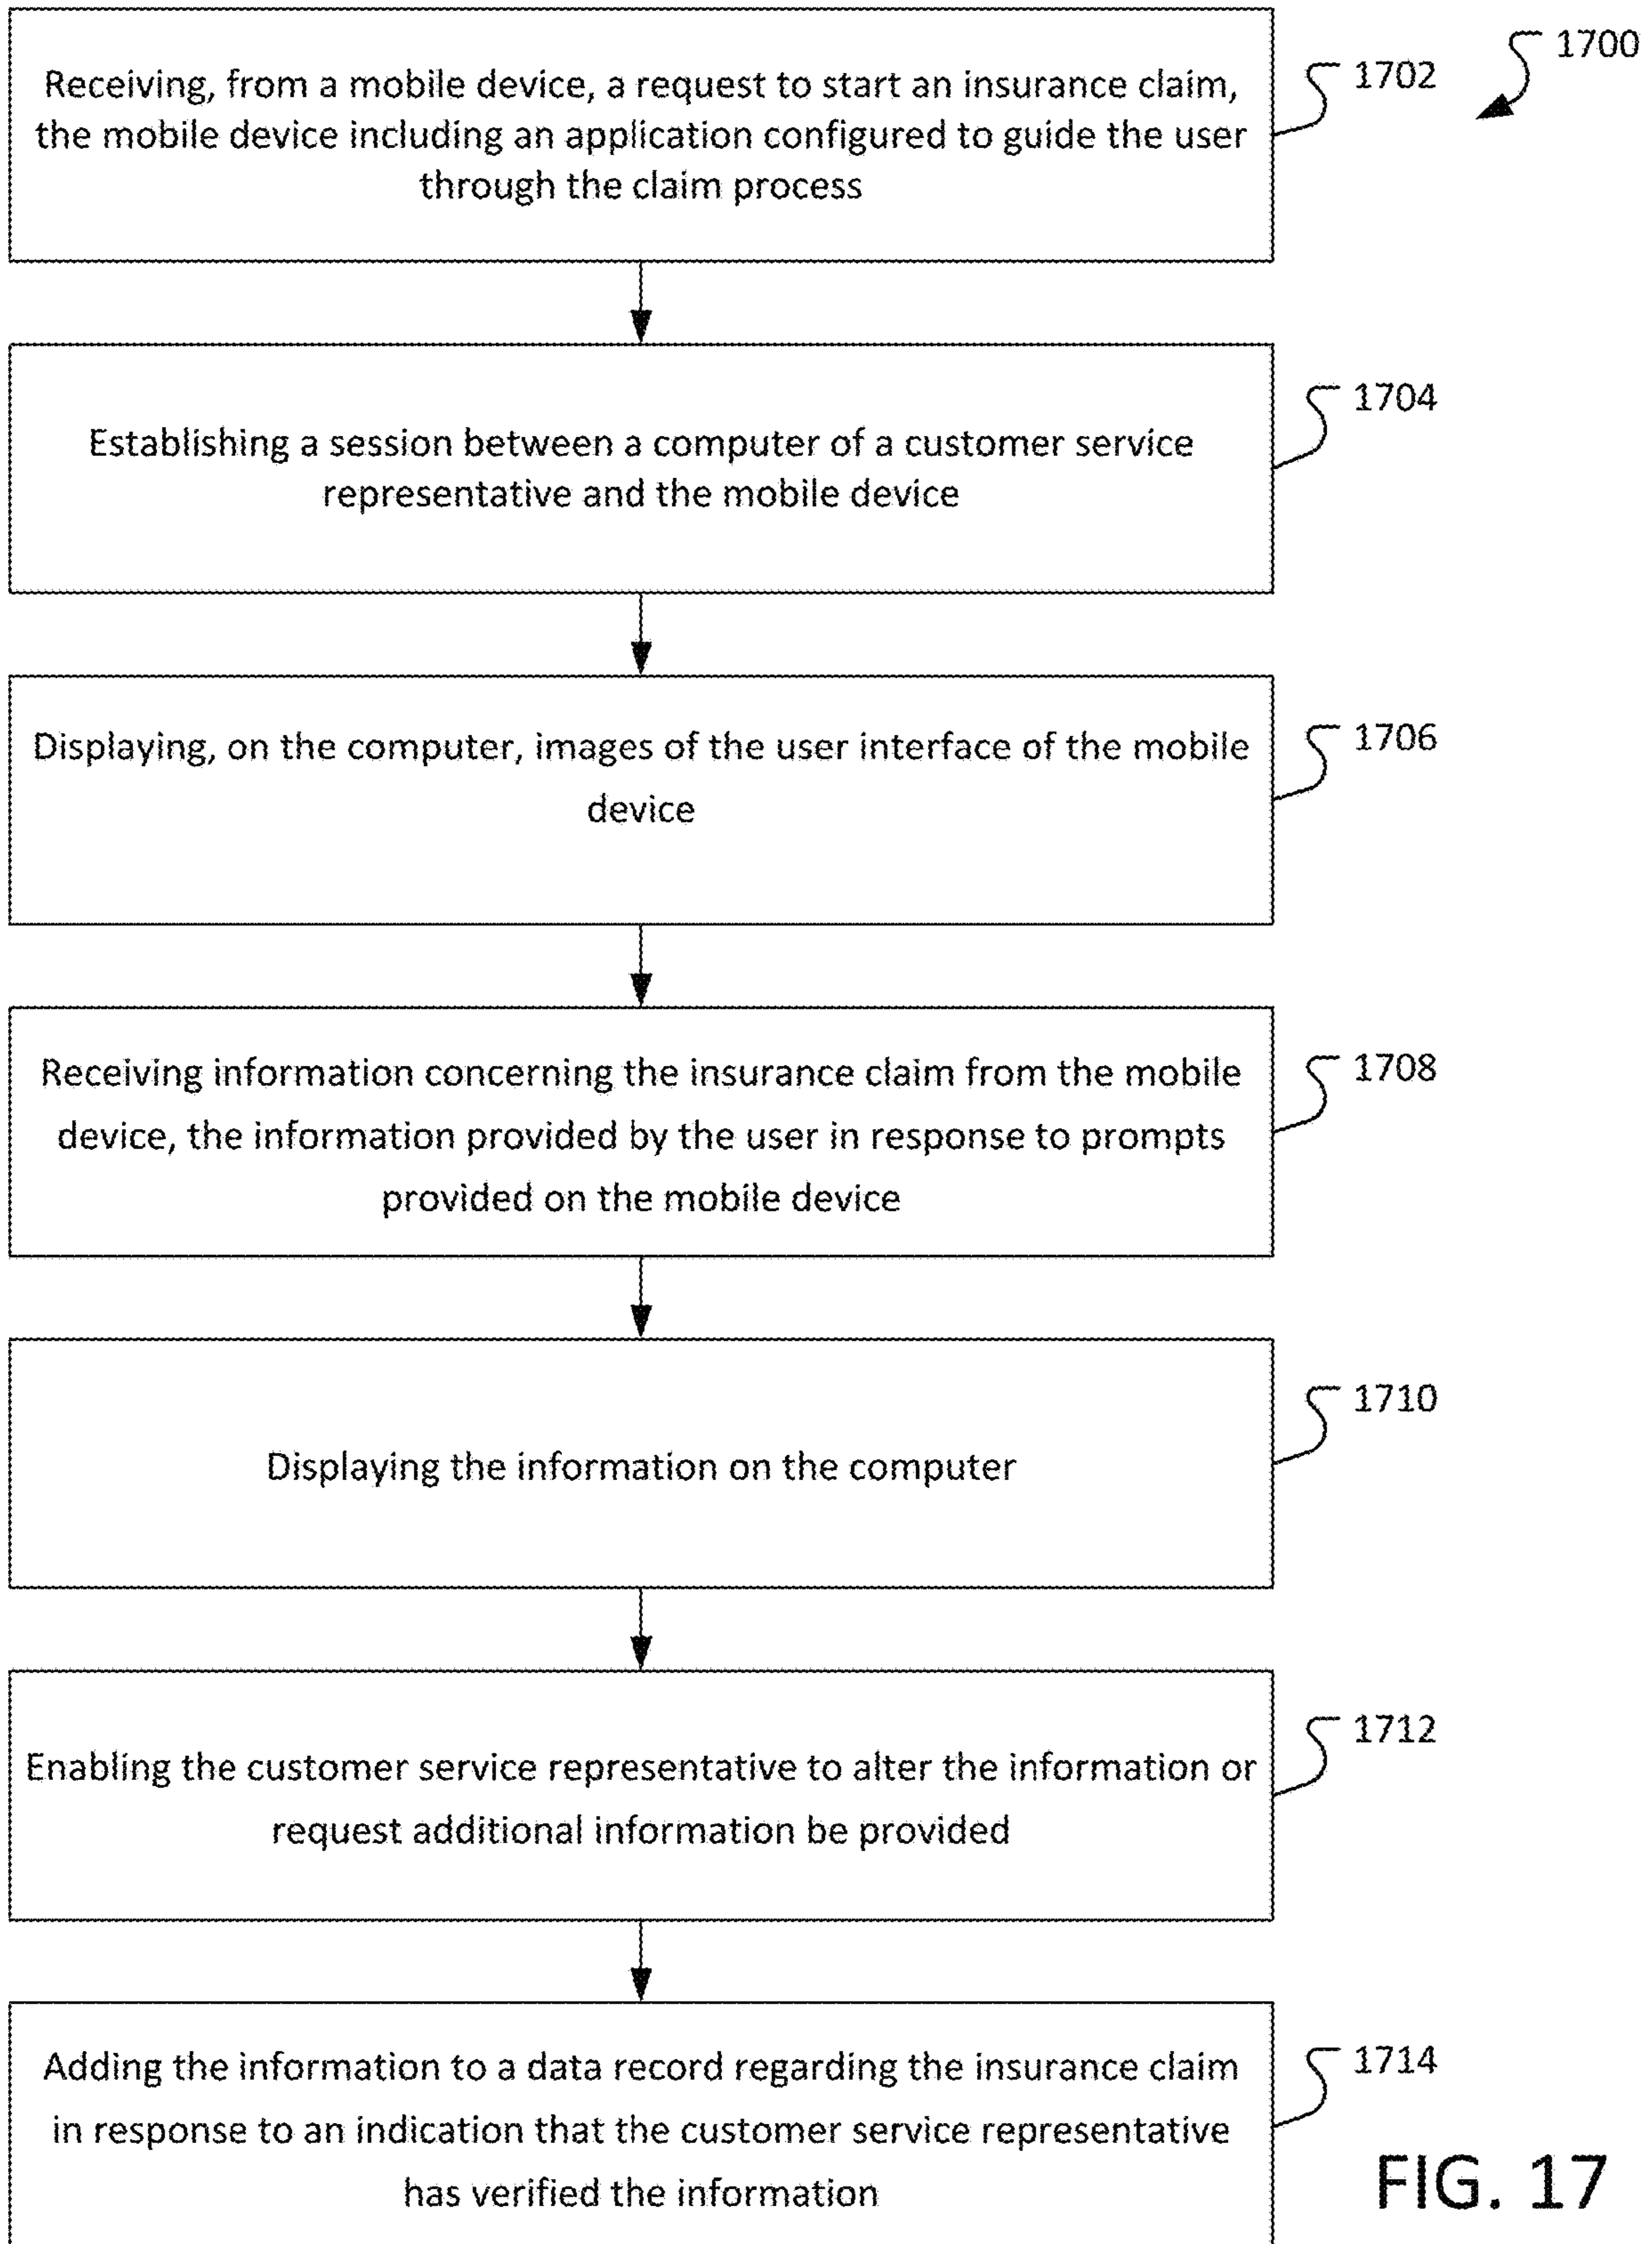 1700
Receiving, from a mobile device, a request to start an insurance claim,
the mobile device including an application configured to guide the user
through the claim process
1702
Establishing a session between a computer of a customer service
representative and the mobile device
1704
Displaying, on the computer, images of the user interface of the mobile
device
1706
Receiving information concerning the insurance claim from the mobile
device, the information provided by the user in response to prompts
provided on the mobile device
1708
Displaying the information on the computer
1710
Enabling the customer service representative to alter the information or
request additional information be provided
1712
Adding the information to a data record regarding the insurance claim
in response to an indication that the customer service representative
has verified the information
1714
FIG. 17